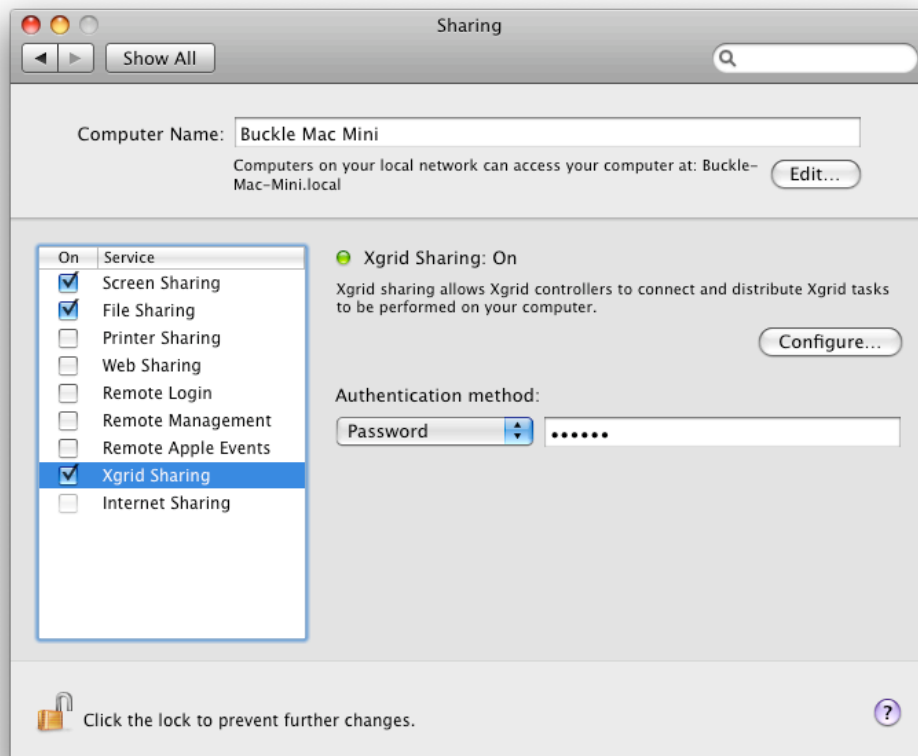 Sharing
Show All
Computer Name: Buckle Mac Mini
Computers on your local network can access your computer at: Buckle-
Mac-Mini.local
Edit...
On Service
Screen Sharing
File Sharing
Printer Sharing
Web Sharing
Remote Login
Remote Management
Remote Apple Events
Xgrid Sharing
Internet Sharing
Xgrid Sharing: On
Xgrid sharing allows Xgrid controllers to connect and distribute Xgrid tasks
to be performed on your computer.
Configure...
Authentication method:
Password ••••••
Click the lock to prevent further changes.
?